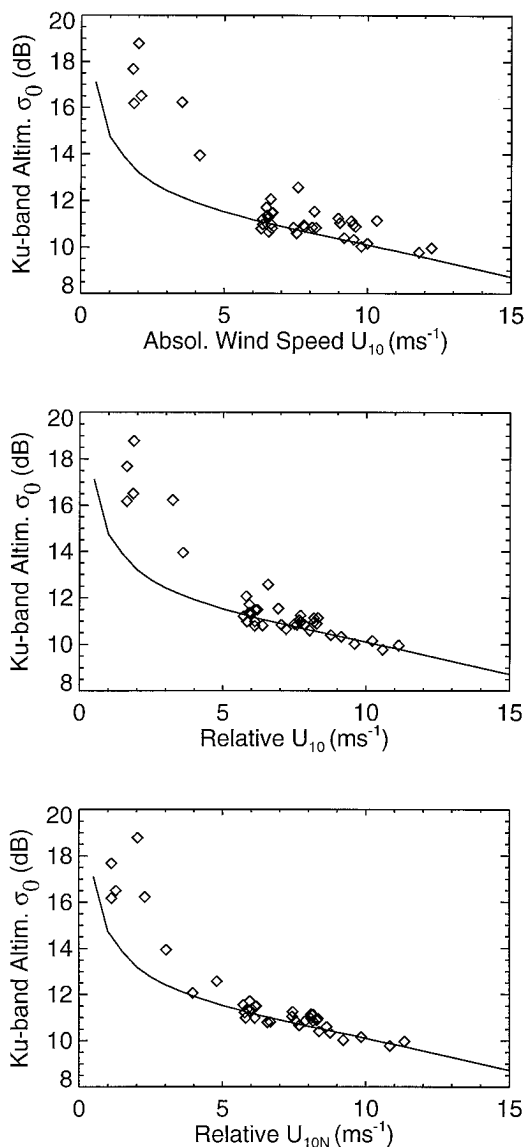 20
18
16
14
12
10
8
Ku-band Altim. σ0 (dB)
0 5 10 15
Absol. Wind Speed U10 (ms-1)
20
18
16
14
12
10
8
Ku-band Altim. σ0 (dB)
0 5 10 15
Relative U10 (ms-1)
20
18
16
14
12
10
8
Ku-band Altim. σ0 (dB)
0 5 10 15
Relative U10N (ms-1)